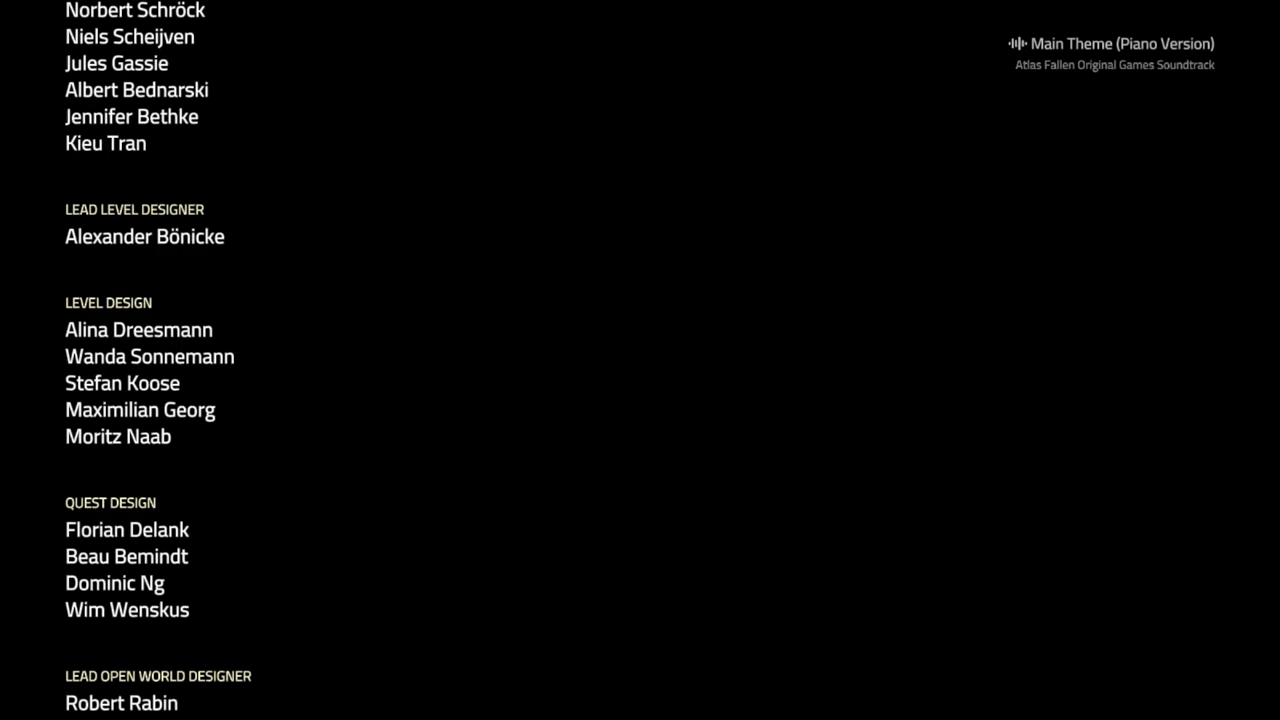 Norbert Schröck
Niels Scheijven
Jules Gassie
Albert Bednarski
Jennifer Bethke
Kieu Tran
LEAD LEVEL DESIGNER
Alexander Bönicke
LEVEL DESIGN
Alina Dreesmann
Wanda Sonnemann
Stefan Koose
Maximilian Georg
Moritz Naab
QUEST DESIGN
Florian Delank
Beau Bemindt
Dominic Ng
Wim Wenskus
LEAD OPEN WORLD DESIGNER
Robert Rabin
Main Theme (Piano Version)
Atlas Fallen Original Games Soundtrack